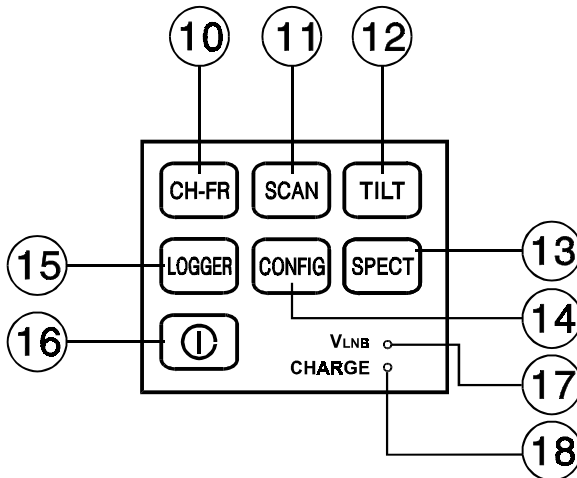 10 11 12
CH-FR SCAN TILT
15 LOGGER CONFIG SPECT 13
14
16
VLNB
CHARGE
17
18